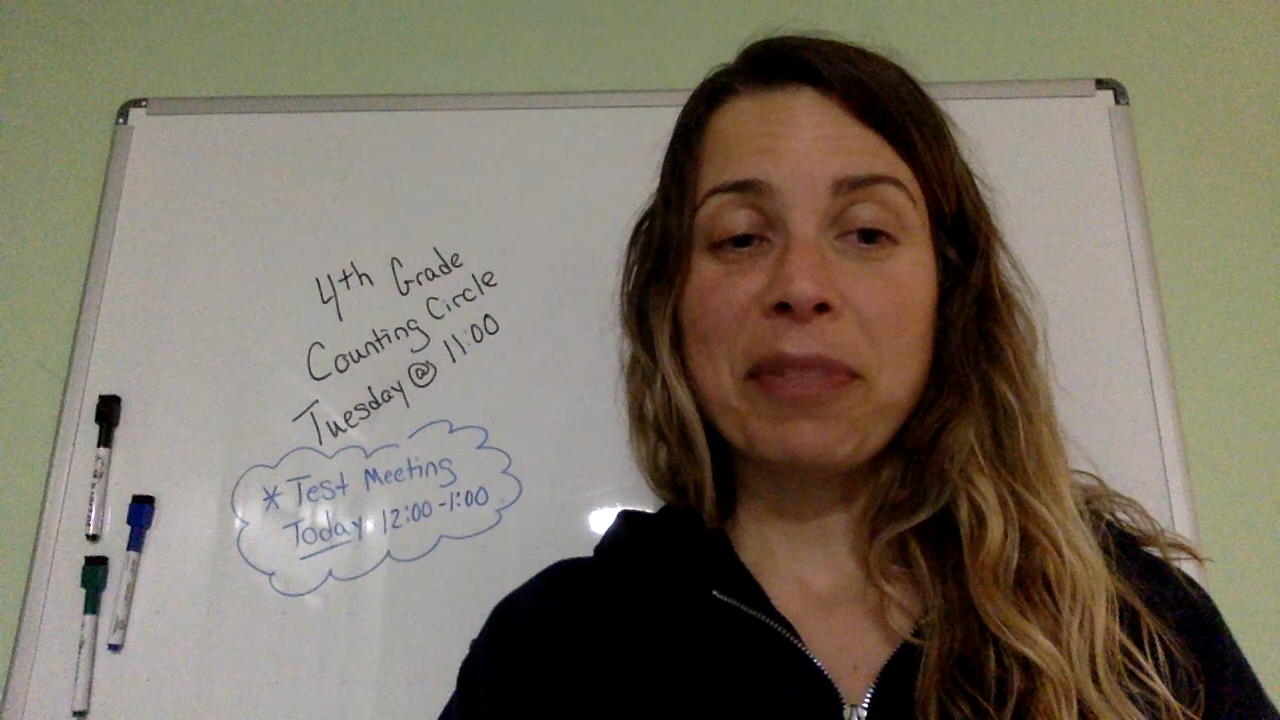 4th Grade
Counting Circle
Tuesday @ 11:00
* Test Meeting
Today 12:00-1:00